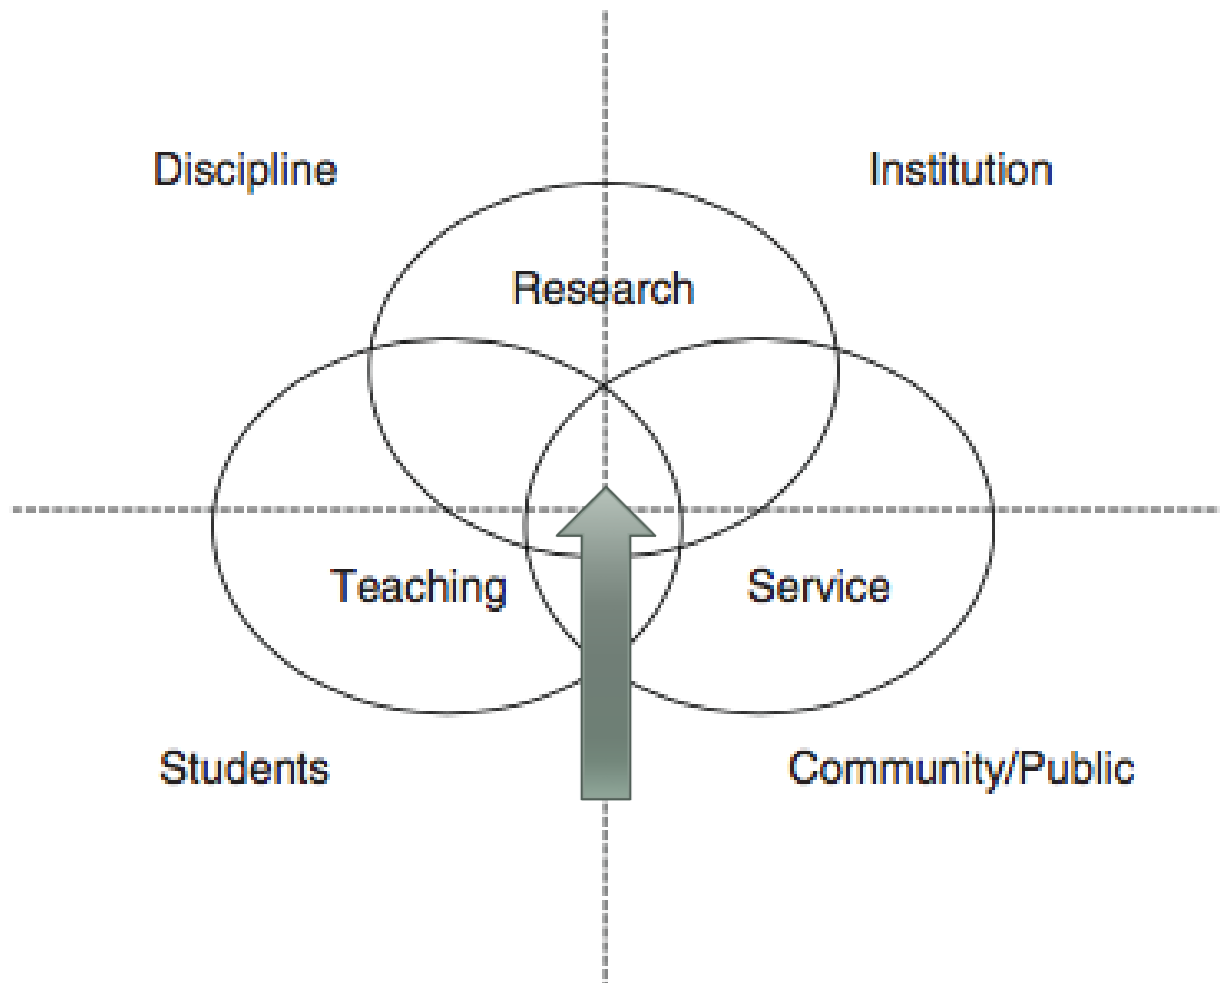 Discipline
Institution
Research
Teaching
Service
Students
Community/Public